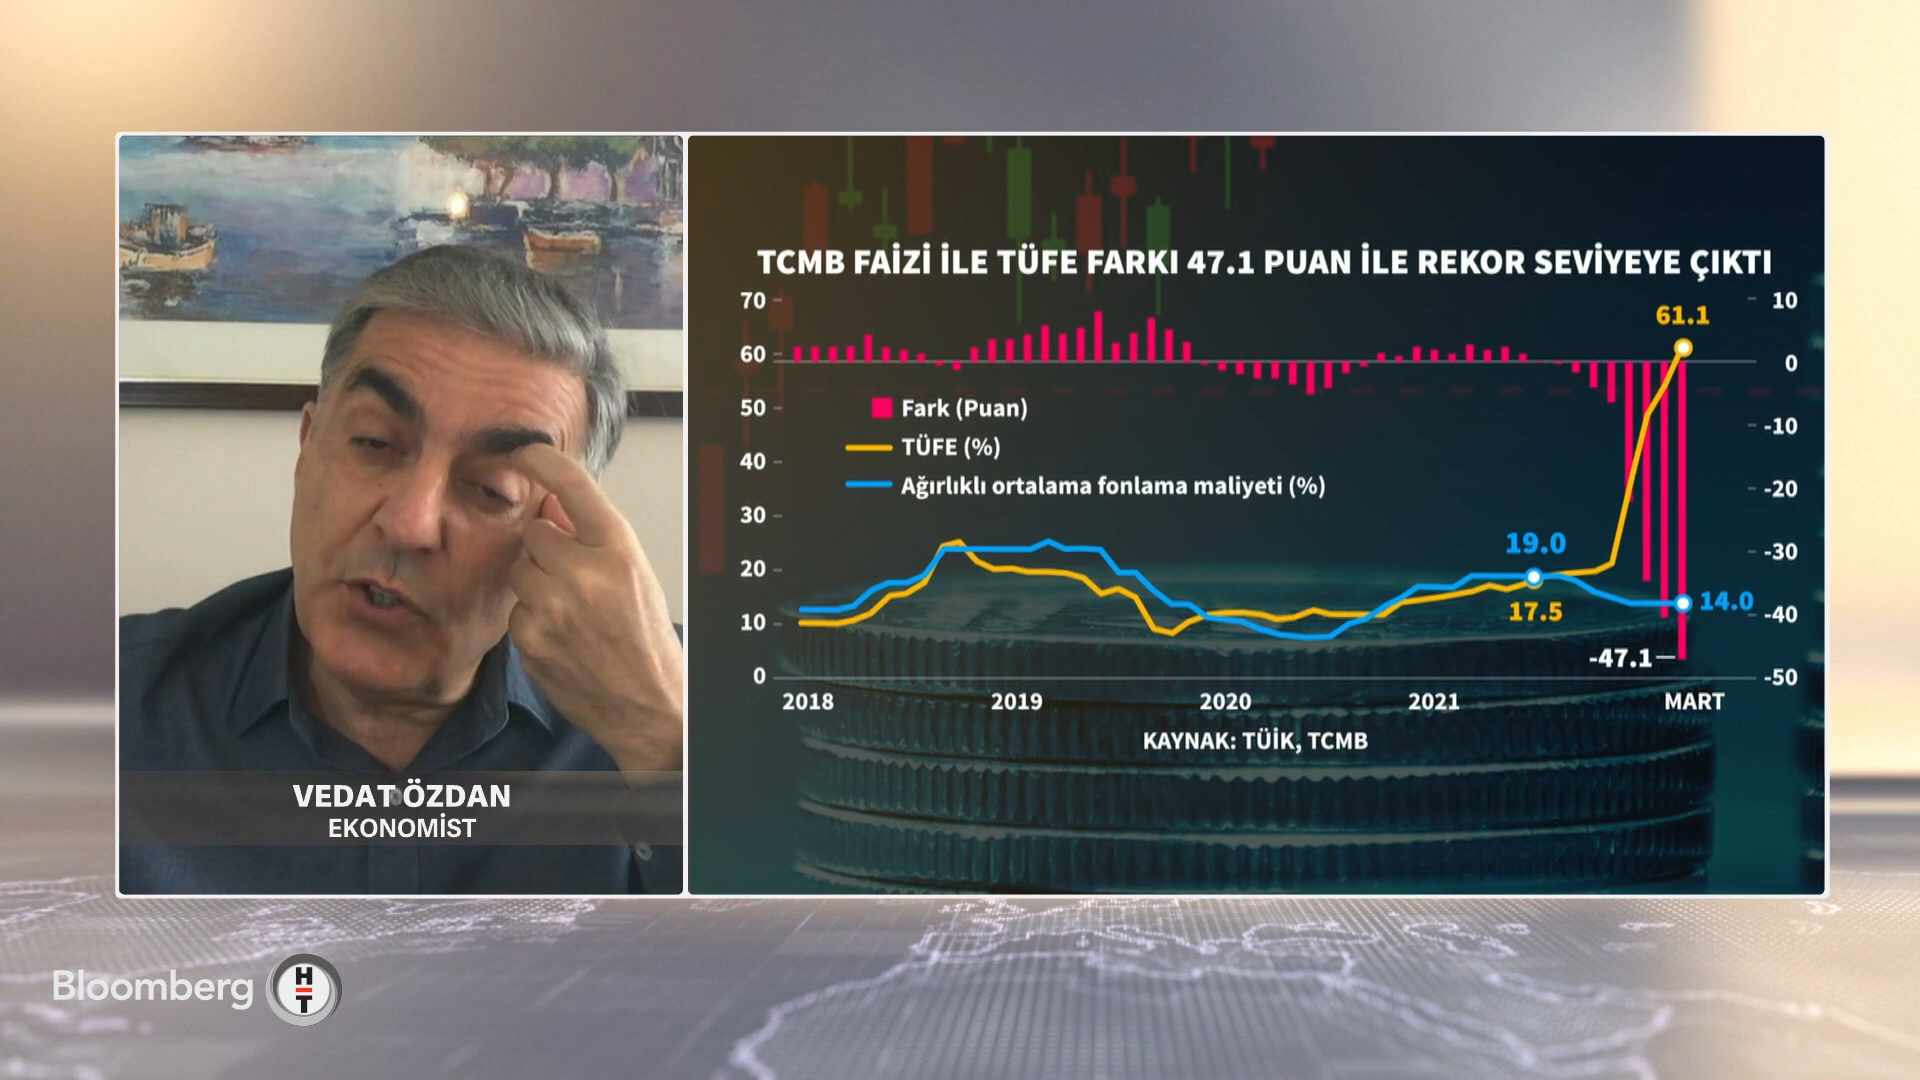 TCMB FAİZİ İLE TÜFE FARKI 47.1 PUAN İLE REKOR SEVİYEYE ÇIKTI
70
60
50
40
30
20
10
0
10
0
-10
-20
-30
-40
-50
61.1
Fark (Puan)
TÜFE (%)
Ağırlıklı ortalama fonlama maliyeti (%)
19.0
17.5
14.0
-47.1
2018 2019 2020 2021 MART
KAYNAK: TÜİK, TCMB
VEDAT ÖZDAN
EKONOMİST
Bloomberg HT